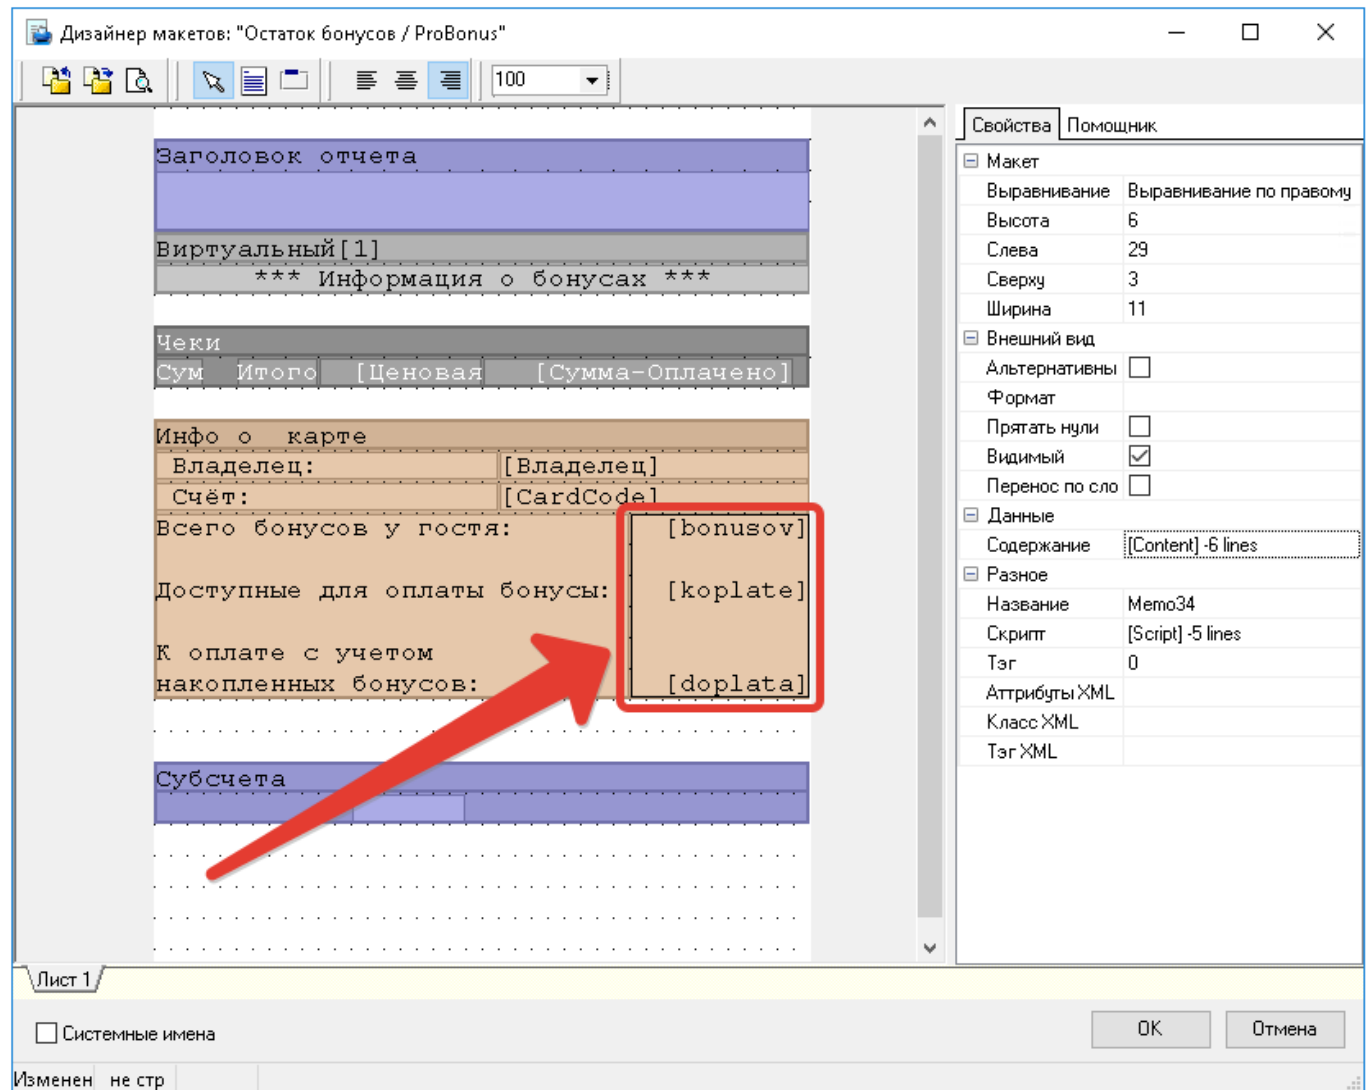 Дизайнер макетов: "Остаток бонусов / ProBonus"
100
Заголовок отчета
Виртуальный[1]
*** Информация о бонусах ***
Чеки
Сум Итого [Ценовая [Сумма-Оплачено]
Инфо о карте
Владелец: [Владелец]
Счёт: [CardCode]
Всего бонусов у гостя: [bonusov]
Доступные для оплаты бонусы: [koplate]
К оплате с учетом
накопленных бонусов: [doplata]
Субсчета
Свойства Помощник
Макет
Выравнивание Выравнивание по правому
Высота 6
Слева 29
Сверху 3
Ширина 11
Внешний вид
Альтернативны
Формат
Прятать нули
Видимый
Перенос по сло
Данные
Содержание [Content] -6 lines
Разное
Название Memo34
Скрипт [Script] -5 lines
Тэг 0
Аттрибуты XML
Класс XML
Тэг XML
Лист 1
Системные имена
OK Отмена
Изменен не стр